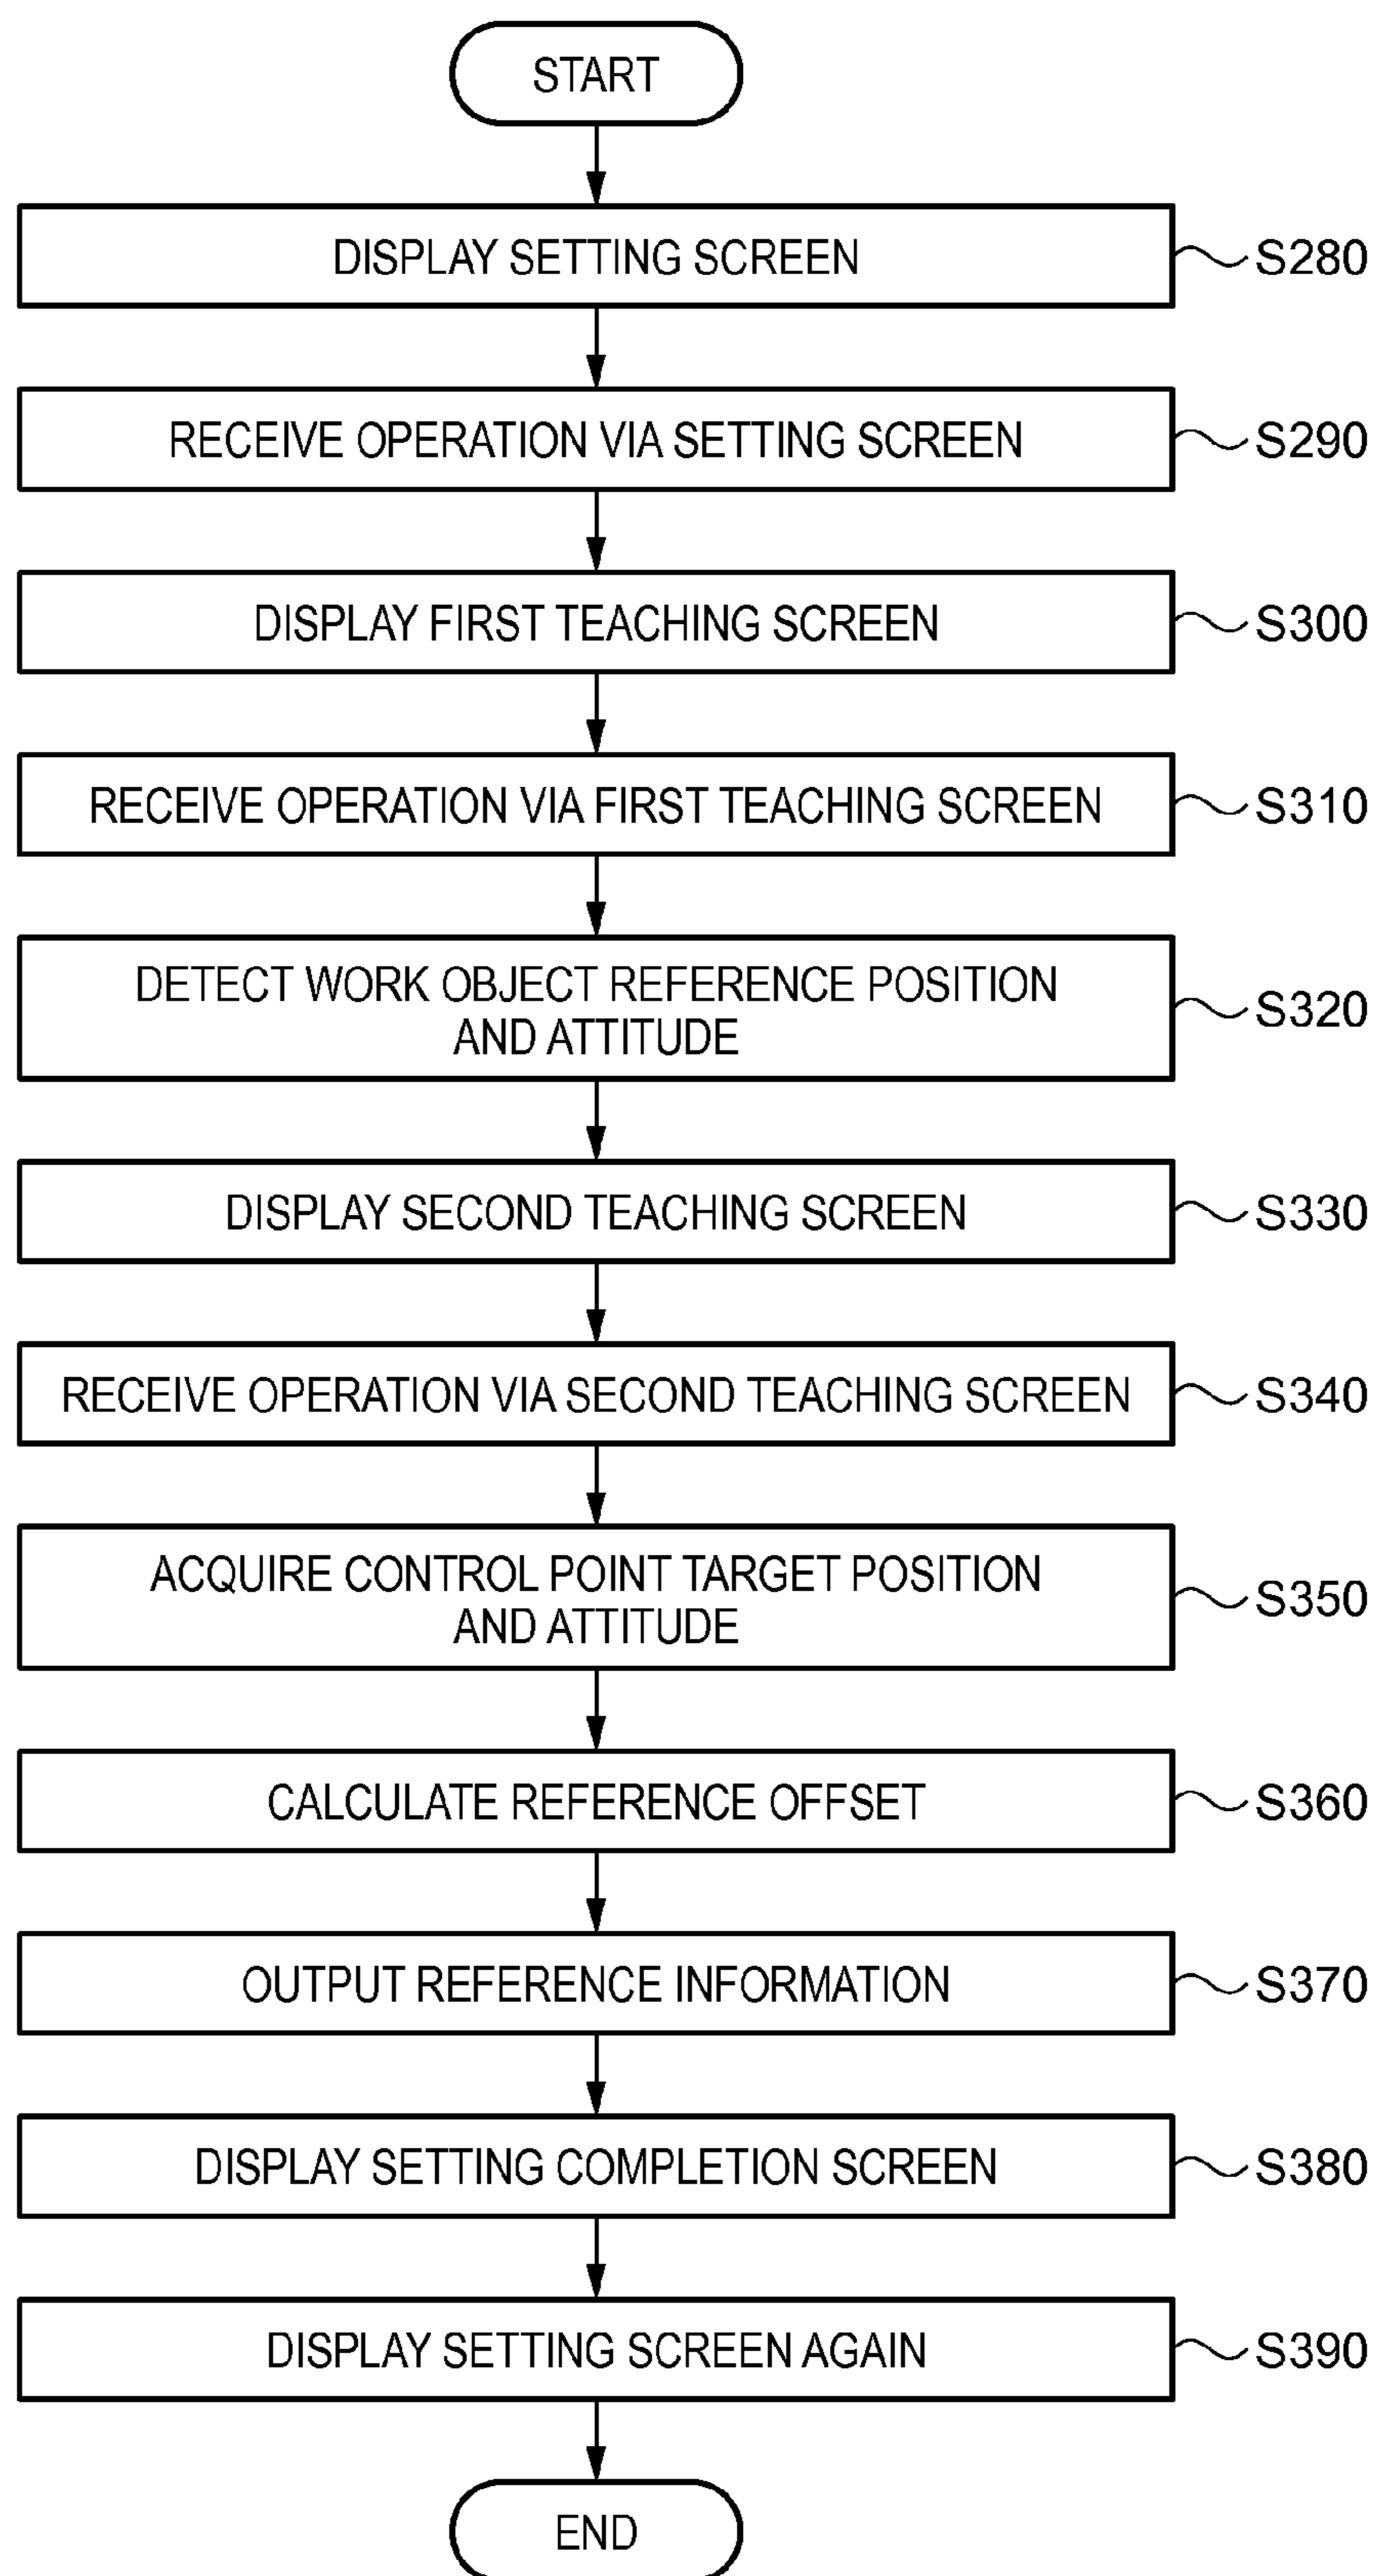 START
DISPLAY SETTING SCREEN
S280
RECEIVE OPERATION VIA SETTING SCREEN
S290
DISPLAY FIRST TEACHING SCREEN
S300
RECEIVE OPERATION VIA FIRST TEACHING SCREEN
S310
DETECT WORK OBJECT REFERENCE POSITION
AND ATTITUDE
S320
DISPLAY SECOND TEACHING SCREEN
S330
RECEIVE OPERATION VIA SECOND TEACHING SCREEN
S340
ACQUIRE CONTROL POINT TARGET POSITION
AND ATTITUDE
S350
CALCULATE REFERENCE OFFSET
S360
OUTPUT REFERENCE INFORMATION
S370
DISPLAY SETTING COMPLETION SCREEN
S380
DISPLAY SETTING SCREEN AGAIN
S390
END